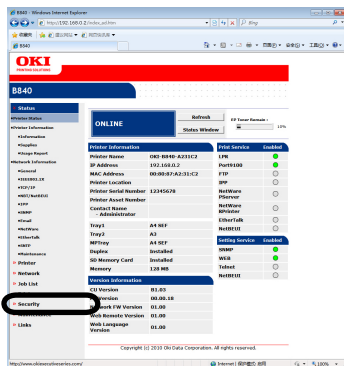 B840 - Windows Internet Explorer
http://192.168.0.2/index_ad.htm
Bing
B840
OKI
PRINTING SOLUTIONS
B840
Status
Printer Status
Printer Information
Information
Supplies
Usage Report
Network Information
General
IEEE802.1X
TCP/IP
NBT/NetBEUI
IPP
SNMP
Email
NetWare
EtherTalk
SNTP
Maintenance
Printer
Network
Job List
Security
Maintenance
Links
ONLINE
Refresh
Status Window
EP Toner Remain :
10%
Printer Information
Printer Name OKI-B840-A231C2
IP Address 192.168.0.2
MAC Address 00:80:87:A2:31:C2
Printer Location
Printer Serial Number 12345678
Printer Asset Number
Contact Name
- Administrator
Tray1 A4 SEF
Tray2 A3
MPTray A4 SEF
Duplex Installed
SD Memory Card Installed
Memory 128 MB
Version Information
CU Version B1.03
Version 00.00.18
Network FW Version 01.00
Web Remote Version 01.00
Web Language Version 01.00
Print Service Enabled
LPR
Port9100
FTP
IPP
NetWare PServer
NetWare RPrinter
EtherTalk
NetBEUI
Setting Service Enabled
SNMP
WEB
Telnet
NetBEUI
Copyright (c) 2010 Oki Data Corporation. All rights reserved.
http://www.okiexecutiveseries.com/
100%